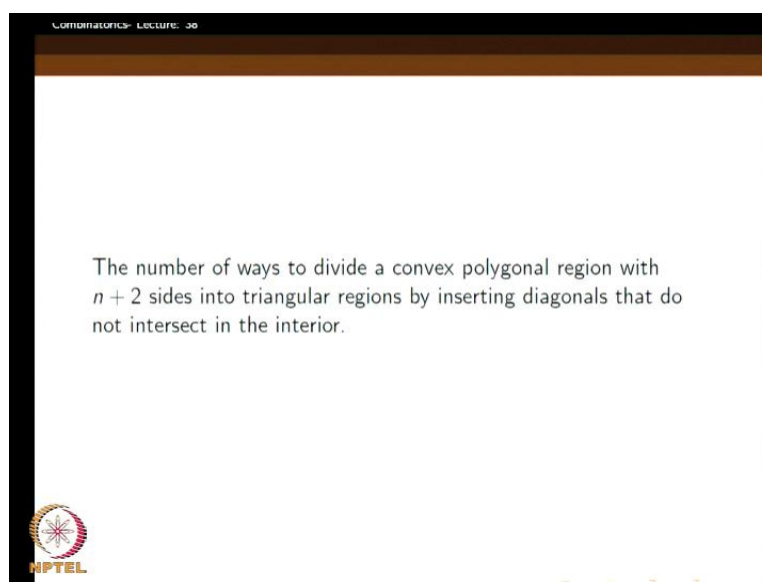 Combinatorics- Lecture: 38
The number of ways to divide a convex polygonal region with
n + 2 sides into triangular regions by inserting diagonals that do
not intersect in the interior.
NPTEL